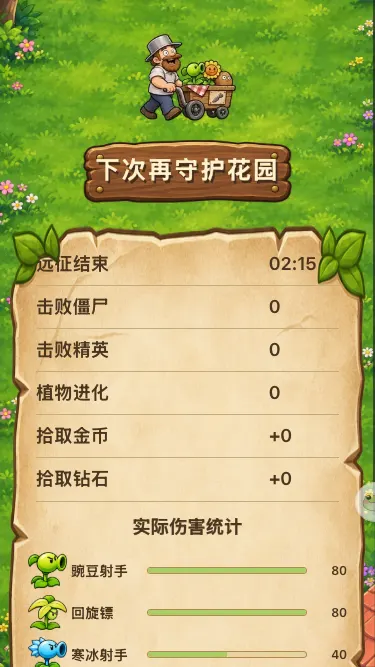 下次再守护花园
远征结束 02:15
击败僵尸 0
击败精英 0
植物进化 0
拾取金币 +0
拾取钻石 +0
实际伤害统计
豌豆射手 80
回旋镖 80
寒冰射手 40